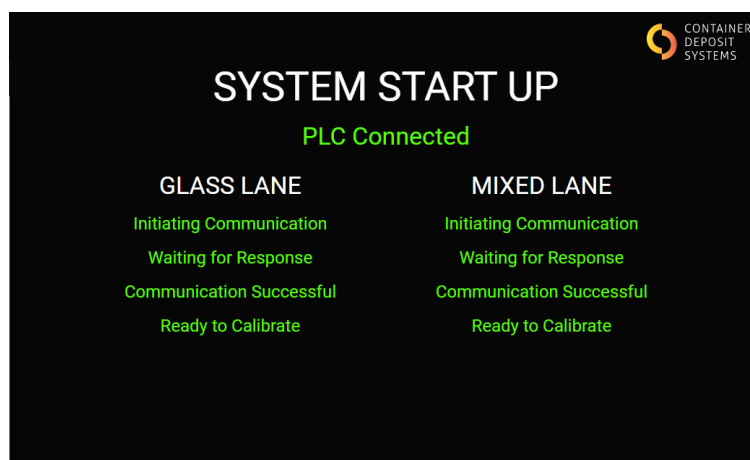 CONTAINER
DEPOSIT
SYSTEMS
SYSTEM START UP
PLC Connected
GLASS LANE
Initiating Communication
Waiting for Response
Communication Successful
Ready to Calibrate
MIXED LANE
Initiating Communication
Waiting for Response
Communication Successful
Ready to Calibrate